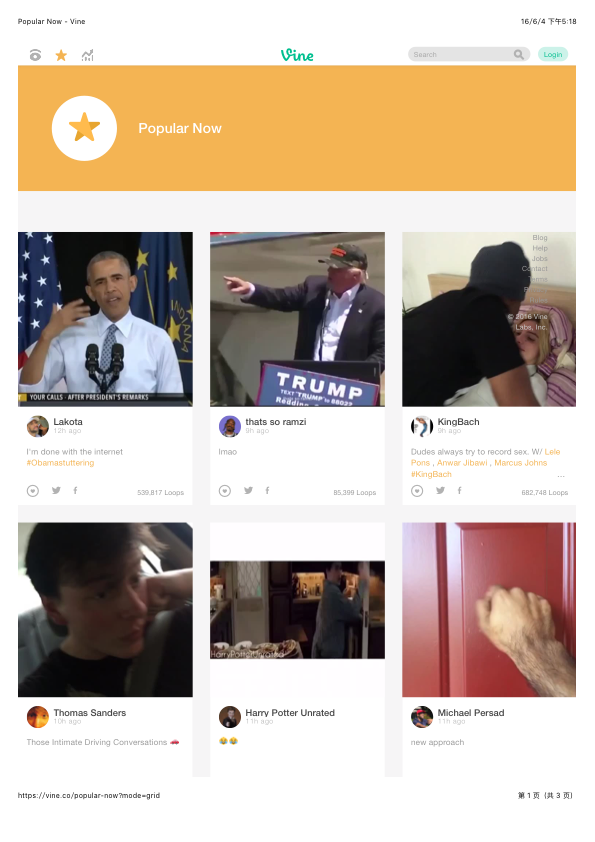 Popular Now - Vine
16/6/4 下午5:18
Vine
Search
Login
Popular Now
Blog
Help
Jobs
Contact
© 2016 Vine
Labs, Inc.
YOUR CALLS · AFTER PRESIDENT'S REMARKS
INDIANA
TRUMP
TEXT "TRUMP" to 88022
Lakota
12h ago
I'm done with the internet
#Obamastuttering
539,817 Loops
thats so ramzi
9h ago
lmao
85,399 Loops
KingBach
9h ago
Dudes always try to record sex. W/ Lele
Pons , Anwar Jibawi , Marcus Johns
#KingBach
...
682,748 Loops
HarryPotterUnrated
Thomas Sanders
10h ago
Those Intimate Driving Conversations 🚗
Harry Potter Unrated
11h ago
😂😂
Michael Persad
11h ago
new approach
https://vine.co/popular-now?mode=grid
第 1 页 (共 3 页)